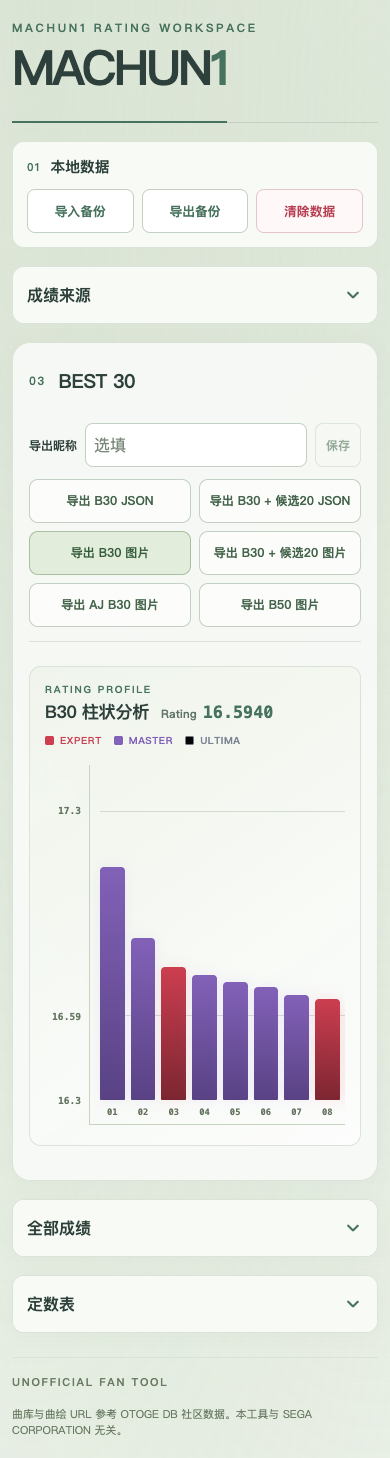 MACHUN1 RATING WORKSPACE
MACHUN1
01 本地数据
导入备份 导出备份 清除数据
成绩来源
03 BEST 30
导出昵称 选填 保存
导出 B30 JSON 导出 B30 + 候选20 JSON
导出 B30 图片 导出 B30 + 候选20 图片
导出 AJ B30 图片 导出 B50 图片
RATING PROFILE
B30 柱状分析 Rating 16.5940
EXPERT MASTER ULTIMA
17.3
16.59
16.3
01 02 03 04 05 06 07 08
全部成绩
定数表
UNOFFICIAL FAN TOOL
曲库与曲绘 URL 参考 OTOGE DB 社区数据。本工具与 SEGA
CORPORATION 无关。